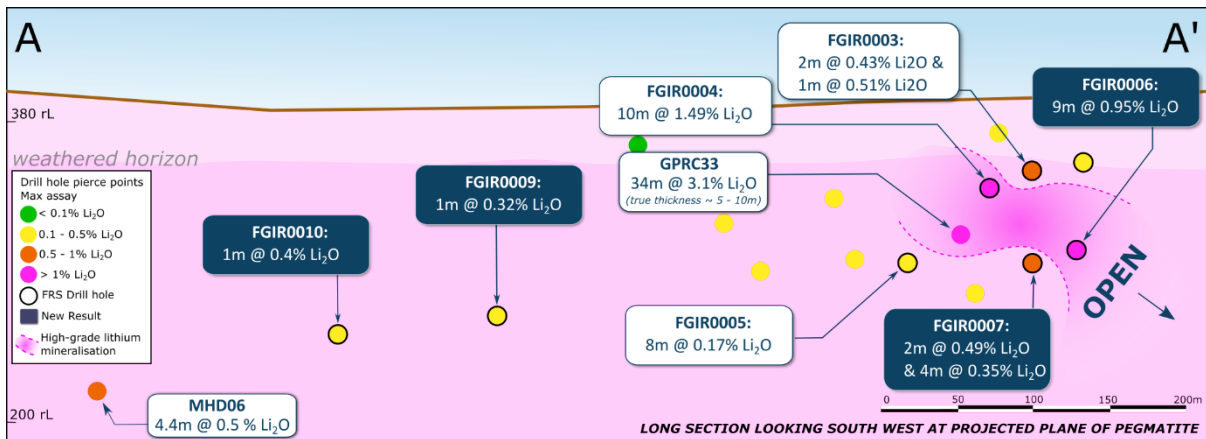 A
A'
FGIR0003:
2m @ 0.43% Li2O &
1m @ 0.51% Li2O
FGIR0006:
9m @ 0.95% Li₂O
FGIR0004:
10m @ 1.49% Li₂O
380 rL
weathered horizon
GPRC33
34m @ 3.1% Li₂O
(true thickness ~ 5 - 10m)
FGIR0009:
1m @ 0.32% Li₂O
FGIR0010:
1m @ 0.4% Li₂O
Drill hole pierce points
Max assay
< 0.1% Li₂O
0.1 - 0.5% Li₂O
0.5 - 1% Li₂O
> 1% Li₂O
FRS Drill hole
New Result
High-grade lithium
mineralisation
OPEN
FGIR0005:
8m @ 0.17% Li₂O
FGIR0007:
2m @ 0.49% Li₂O
& 4m @ 0.35% Li₂O
MHD06
4.4m @ 0.5 % Li₂O
200 rL
0 50 100 150 200m
LONG SECTION LOOKING SOUTH WEST AT PROJECTED PLANE OF PEGMATITE